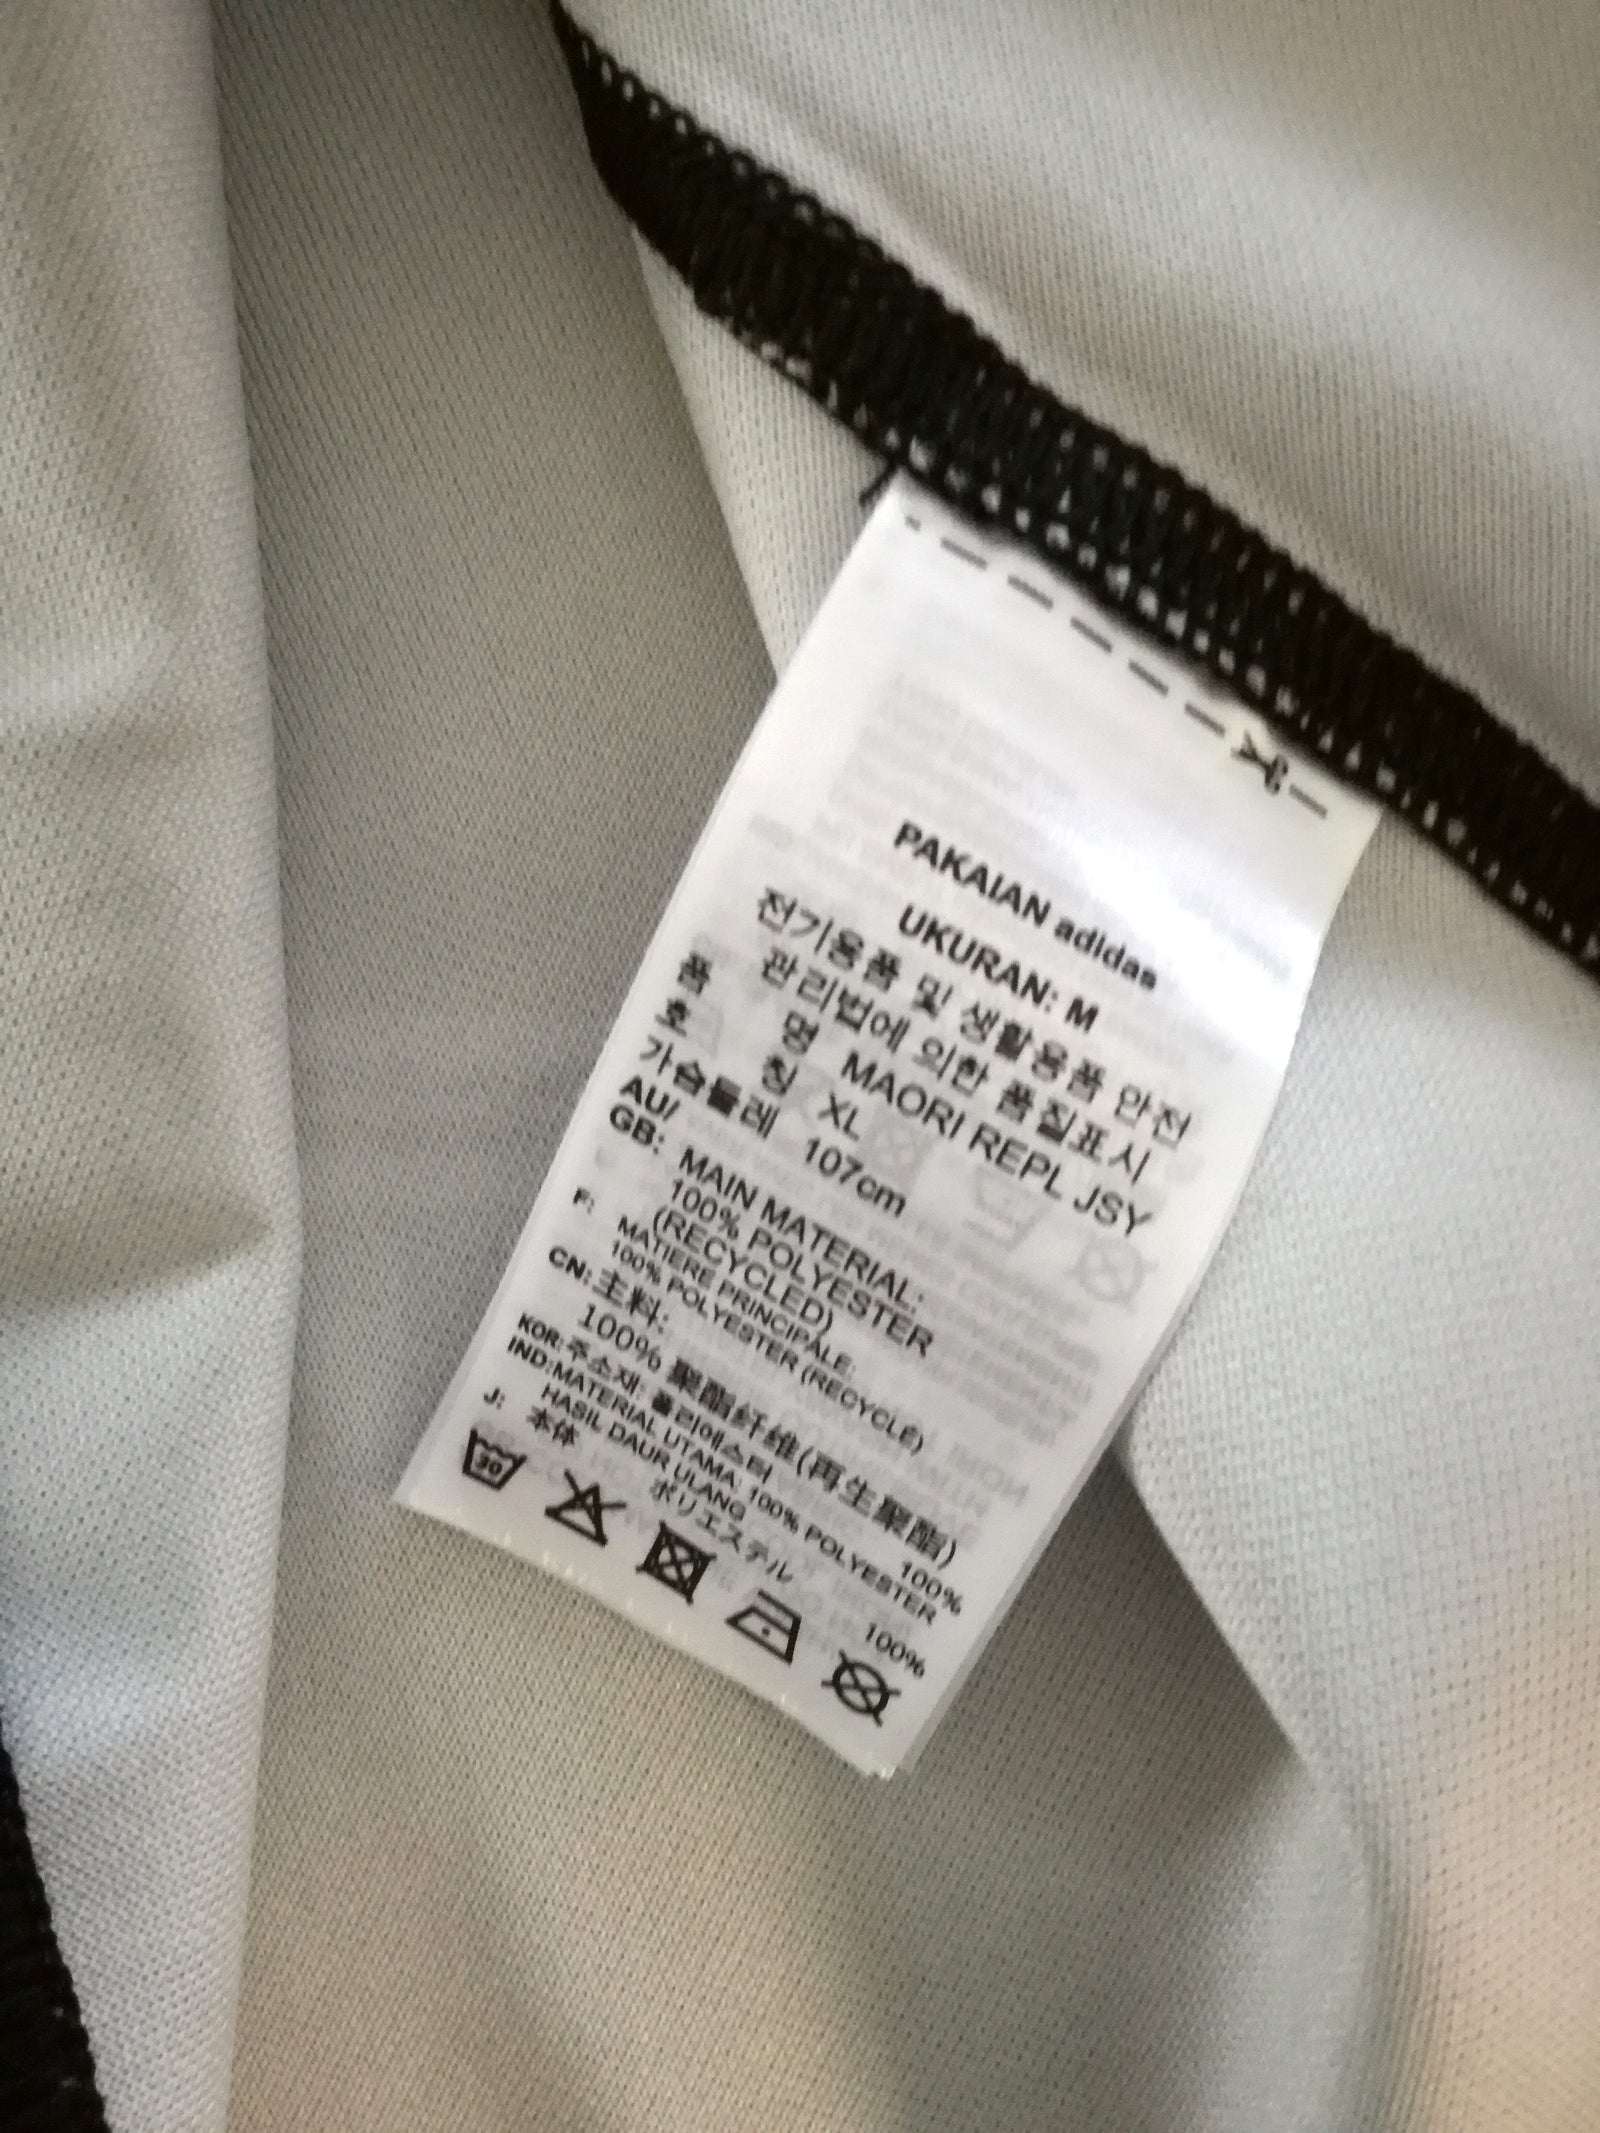 PAKAIAN adidas
UKURAN: M
전기용품 및 생활용품 안전
관리법에 의한 품질표시
품 명 MAORI REPL JSY
호 칭 XL
가슴둘레 107cm
AU/
GB: MAIN MATERIAL:
100% POLYESTER
(RECYCLED)
F: MATIERE PRINCIPALE:
100% POLYESTER (RECYCLÉ)
CN: 主料:
100% 聚酯纤维(再生聚酯)
KOR: 주소재: 폴리에스터 100%
IND: MATERIAL UTAMA: 100% POLYESTER
HASIL DAUR ULANG
J: 本体 ポリエステル 100%
30